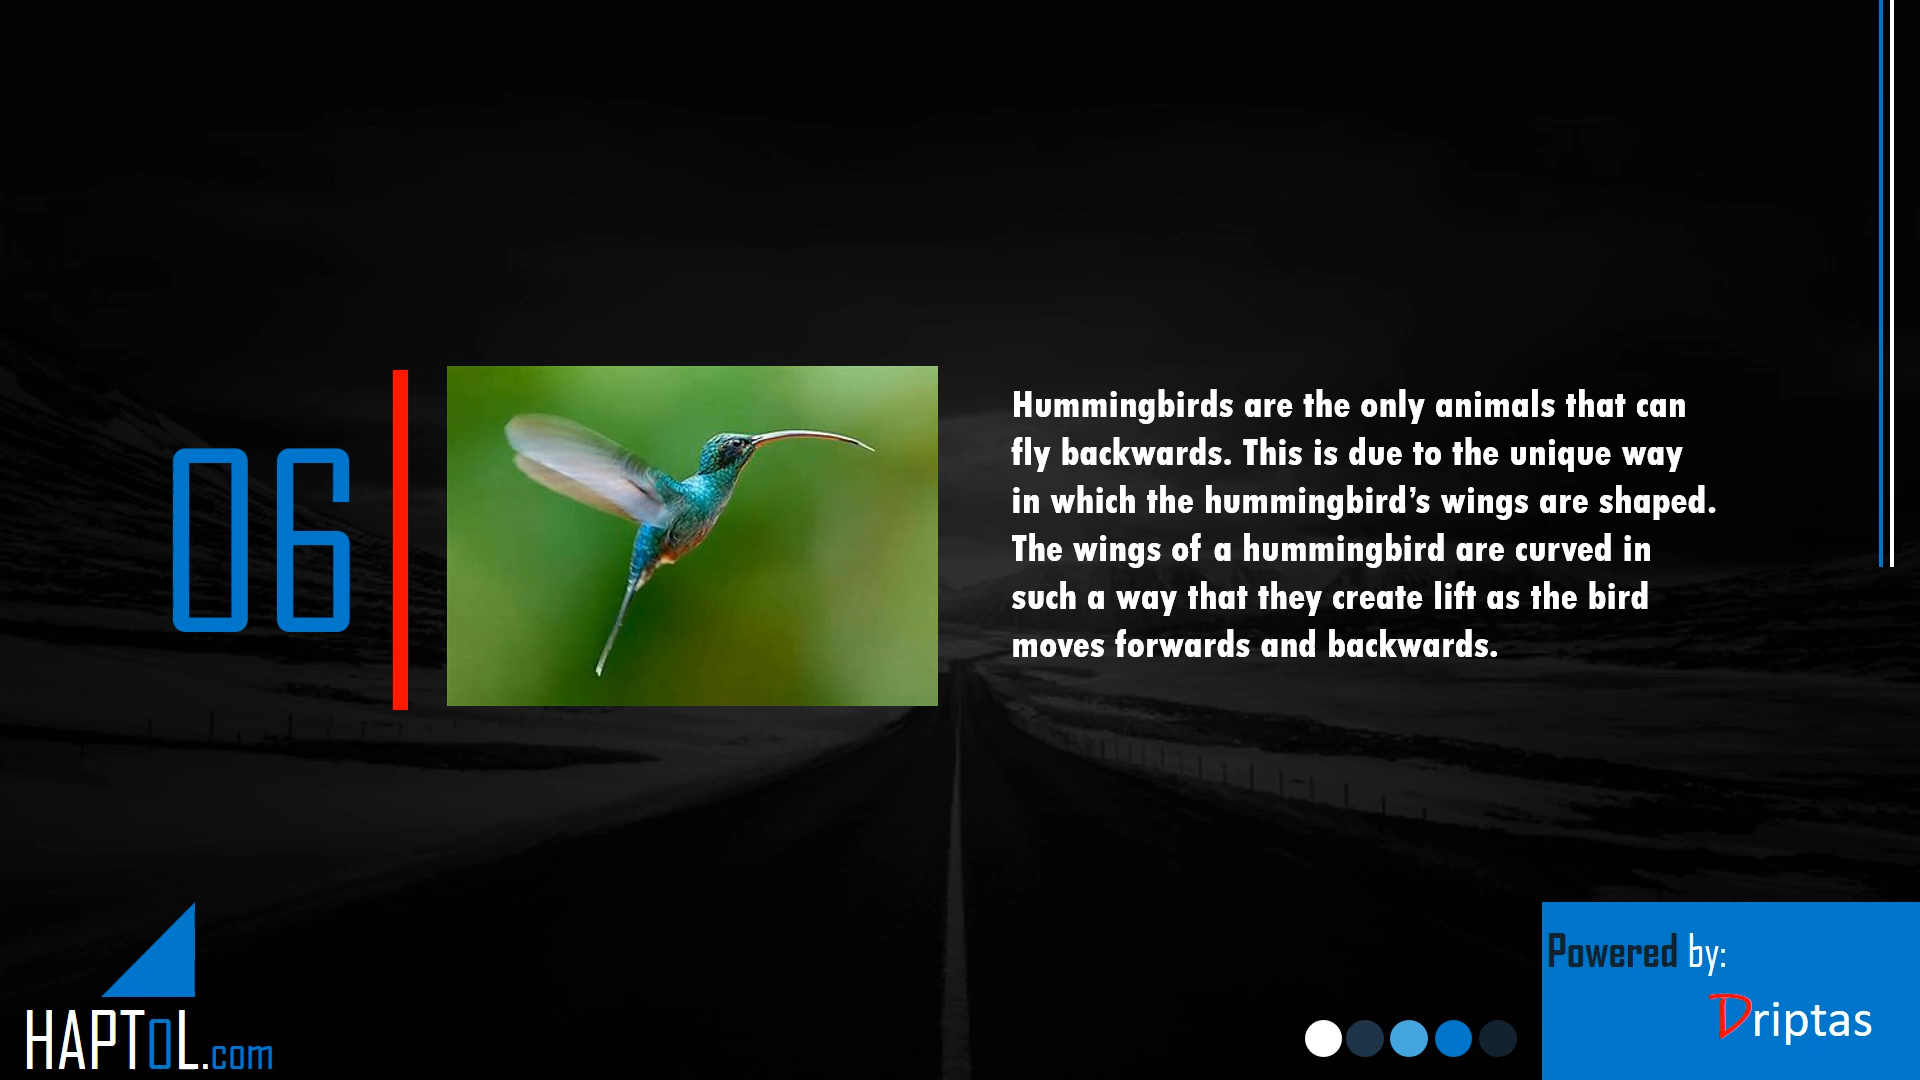 06
Hummingbirds are the only animals that can
fly backwards. This is due to the unique way
in which the hummingbird’s wings are shaped.
The wings of a hummingbird are curved in
such a way that they create lift as the bird
moves forwards and backwards.
HAPTOL.com
Powered by:
Driptas